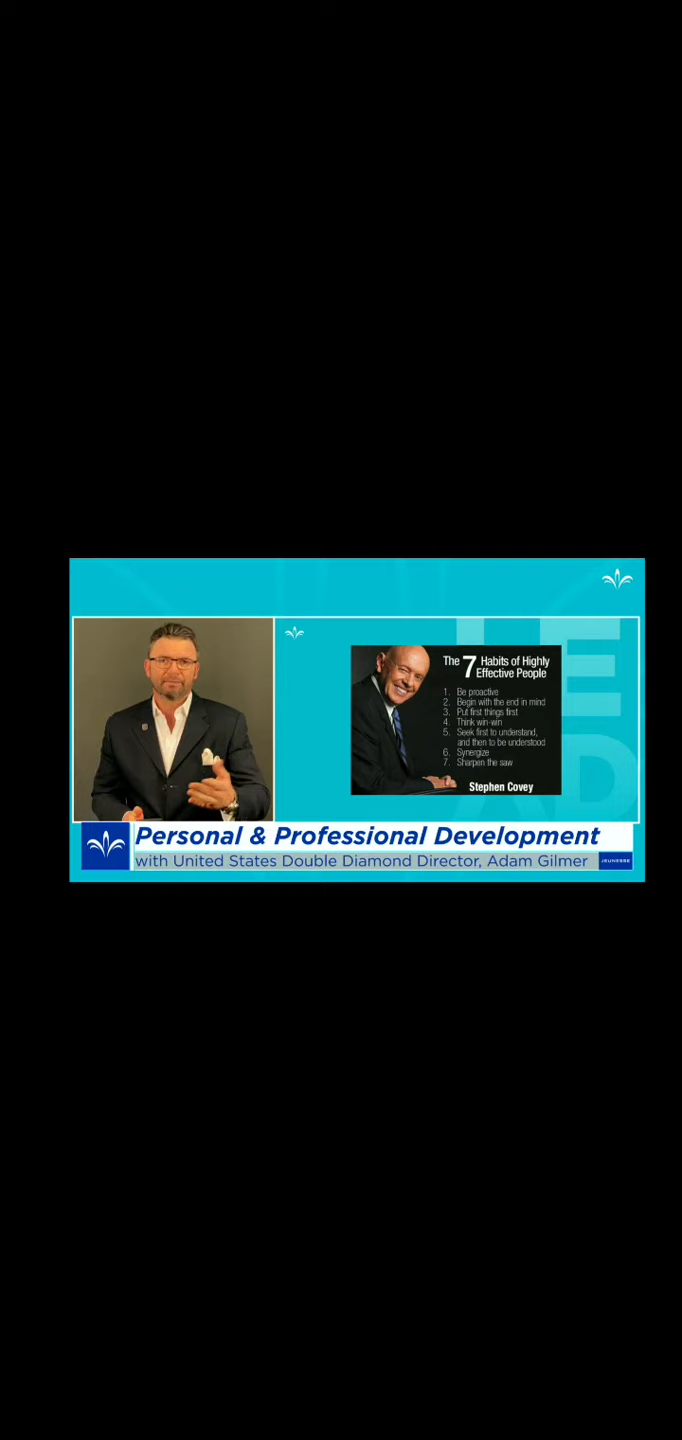 LE
AD
The 7 Habits of Highly
Effective People
1. Be proactive
2. Begin with the end in mind
3. Put first things first
4. Think win-win
5. Seek first to understand,
and then to be understood
6. Synergize
7. Sharpen the saw
Stephen Covey
Personal & Professional Development
with United States Double Diamond Director, Adam Gilmer
JEUNESSE